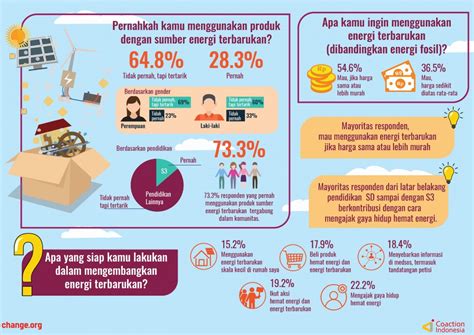 Pernahkah kamu menggunakan produk
dengan sumber energi terbarukan?
64.8%
Tidak pernah, tapi tertarik
28.3%
Pernah
Berdasarkan gender
Tidak pernah,
tapi tertarik
Pernah
33%
Perempuan
Tidak pernah,
tapi tertarik
60%
Pernah
23%
Laki-laki
Berdasarkan pendidikan
Pernah
S3
Pendidikan
Lainnya
Tidak pernah
tapi tertarik
73.3%
73.3% responden yang pernah
menggunakan produk sumber
energi terbarukan tergabung
dalam komunitas.
Apa kamu ingin menggunakan
energi terbarukan
(dibandingkan energi fosil)?
54.6%
Mau, jika harga
sama atau
lebih murah
36.5%
Mau,
harga sedikit
diatas rata-rata
Mayoritas responden,
mau menggunakan energi terbarukan
jika harga sama atau lebih murah
Mayoritas responden dari latar belakang
pendidikan SD sampai dengan S3
berkontribusi dengan cara
mengajak gaya hidup hemat energi.
Apa yang siap kamu lakukan
dalam mengembangkan
energi terbarukan?
15.2%
Menggunakan
energi terbarukan
skala kecil di rumah saya
17.9%
Beli produk
hemat energi dan
energi terbarukan
18.4%
Menyebarkan informasi
di medsos, termasuk
tandatangan petisi
19.2%
Ikut aksi
hemat energi dan
energi terbarukan
22.2%
Mengajak gaya hidup
hemat energi
change.org
Coaction
Indonesia